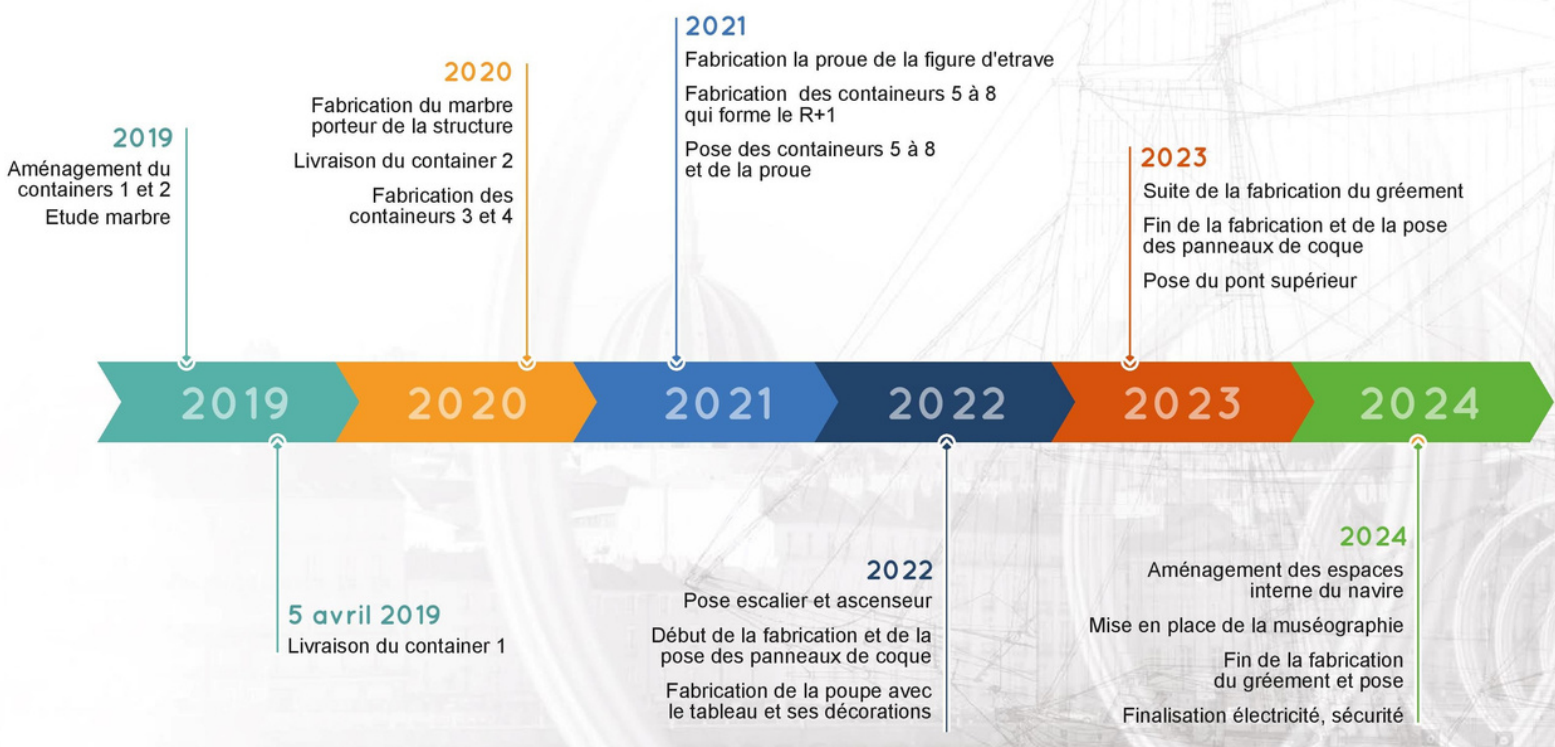 2019
Aménagement du
containers 1 et 2
Etude marbre
2020
Fabrication du marbre
porteur de la structure
Livraison du container 2
Fabrication des
containeurs 3 et 4
2021
Fabrication la proue de la figure d'etrave
Fabrication des containeurs 5 à 8
qui forme le R+1
Pose des containeurs 5 à 8
et de la proue
2023
Suite de la fabrication du gréement
Fin de la fabrication et de la pose
des panneaux de coque
Pose du pont supérieur
2019
2020
2021
2022
2023
2024
5 avril 2019
Livraison du container 1
2022
Pose escalier et ascenseur
Début de la fabrication et de la
pose des panneaux de coque
Fabrication de la poupe avec
le tableau et ses décorations
2024
Aménagement des espaces
interne du navire
Mise en place de la muséographie
Fin de la fabrication
du gréement et pose
Finalisation électricité, sécurité